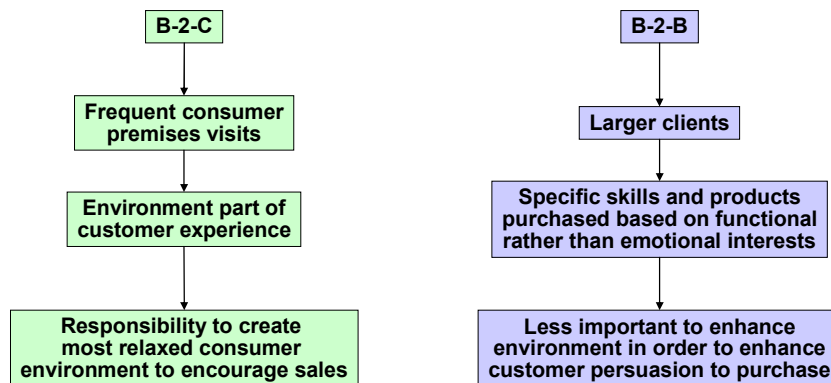 B-2-C
Frequent consumer
premises visits
Environment part of
customer experience
Responsibility to create
most relaxed consumer
environment to encourage sales
B-2-B
Larger clients
Specific skills and products
purchased based on functional
rather than emotional interests
Less important to enhance
environment in order to enhance
customer persuasion to purchase